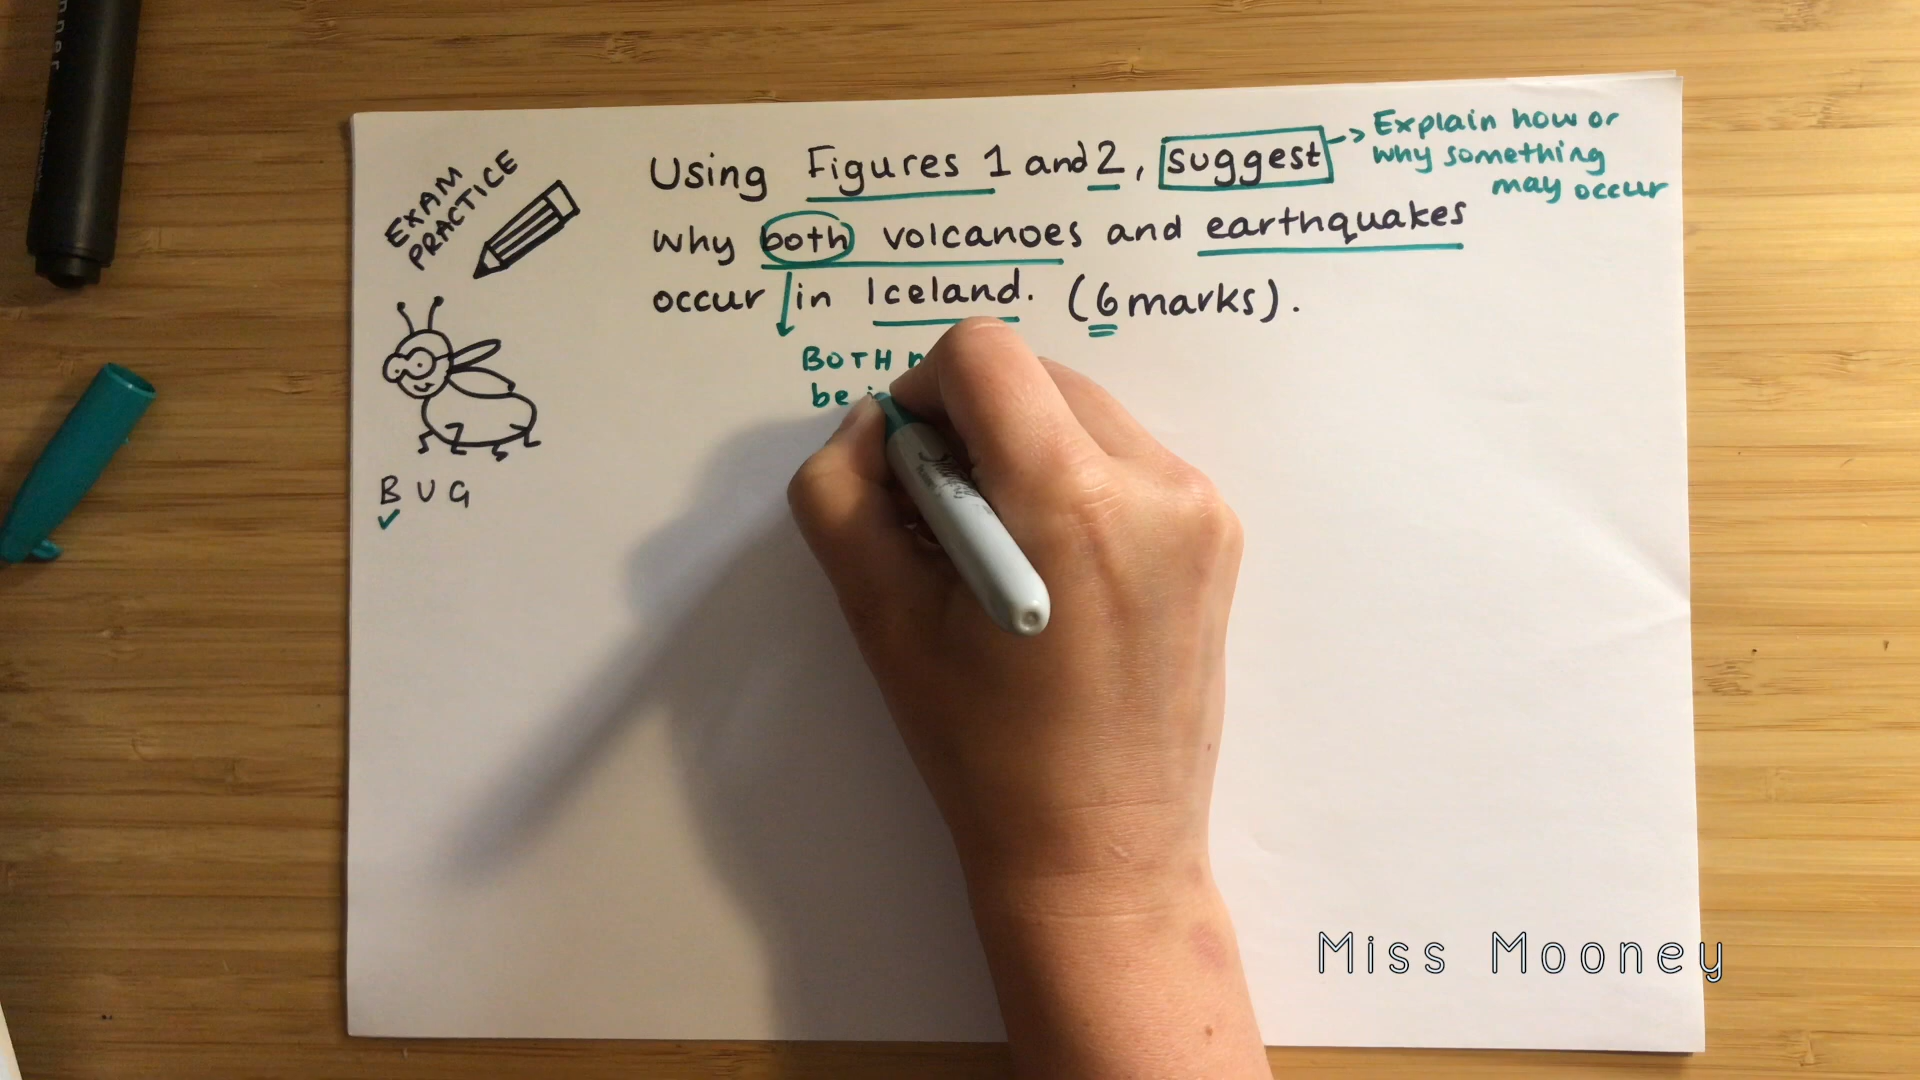 EXAM
PRACTICE
Using Figures 1 and 2, suggest
Explain how or
why something
may occur
why both volcanoes and earthquakes
occur in Iceland. (6 marks).
BOTH
be
BUG
Miss Mooney